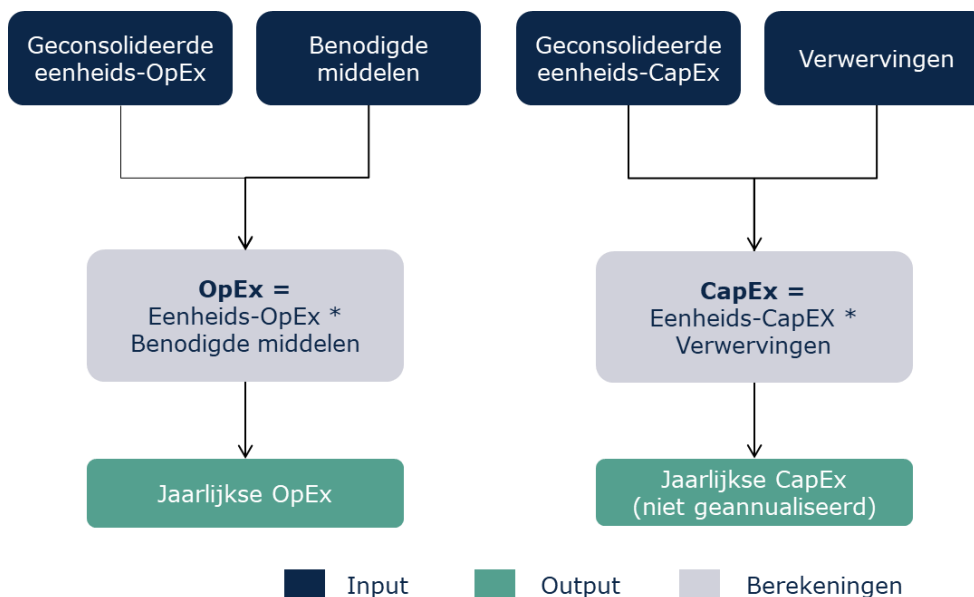 Geconsolideerde
eenheids-OpEx
Benodigde
middelen
Geconsolideerde
eenheids-CapEx
Verwervingen
OpEx =
Eenheids-OpEx *
Benodigde middelen
CapEx =
Eenheids-CapEX *
Verwervingen
Jaarlijkse OpEx
Jaarlijkse CapEx
(niet geannualiseerd)
Input
Output
Berekeningen